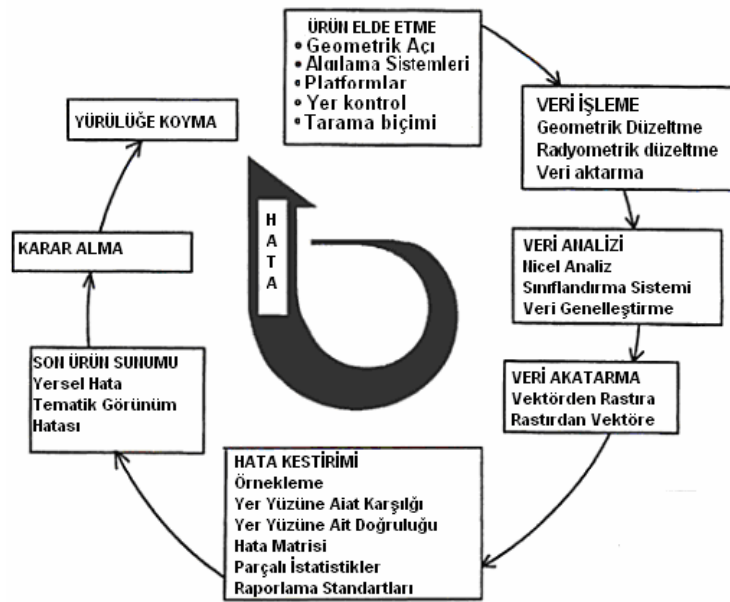 ÜRÜN ELDE ETME
• Geometrik Açı
• Algılama Sistemleri
• Platformlar
• Yer kontrol
• Tarama biçimi
VERİ İŞLEME
Geometrik Düzeltme
Radyometrik düzeltme
Veri aktarma
VERİ ANALİZİ
Nicel Analiz
Sınıflandırma Sistemi
Veri Genelleştirme
VERİ AKATARMA
Vektörden Rastıra
Rastırdan Vektöre
HATA KESTİRİMİ
Örnekleme
Yer Yüzüne Aiat Karşılğı
Yer Yüzüne Ait Doğruluğu
Hata Matrisi
Parçalı İstatistikler
Raporlama Standartları
SON ÜRÜN SUNUMU
Yersel Hata
Tematik Görünüm
Hatası
KARAR ALMA
YÜRÜLÜĞE KOYMA
H
A
T
A